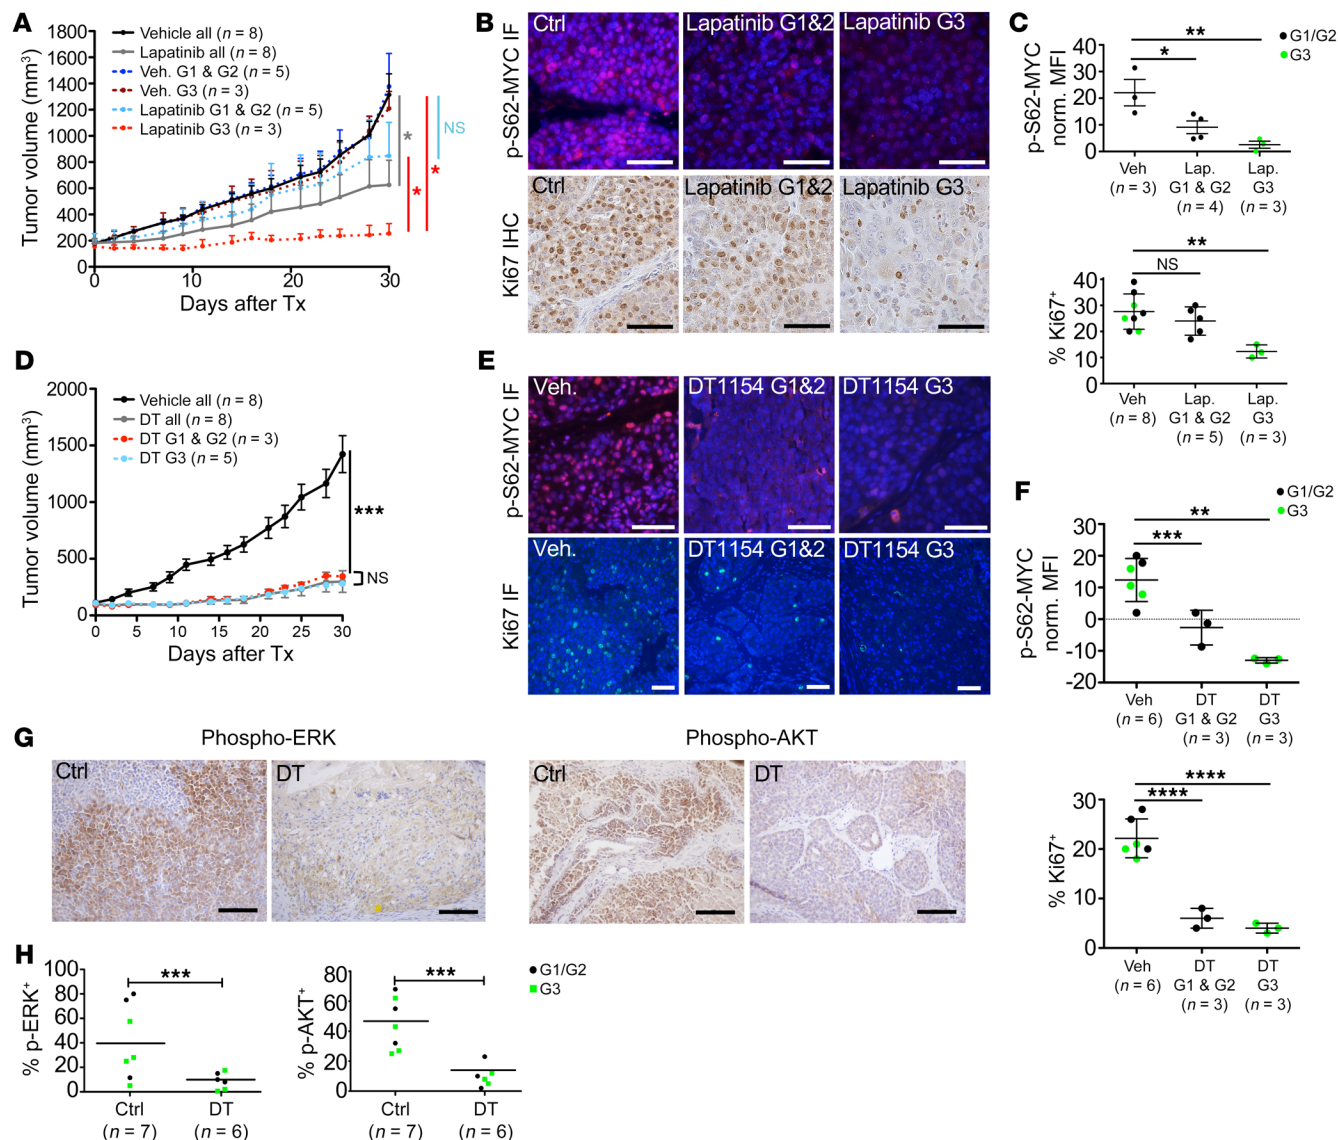 A
Tumor volume (mm³)
1800
1600
1400
1200
1000
800
600
400
200
0
0
10
20
30
Days after Tx
Vehicle all (n = 8)
Lapatinib all (n = 8)
Veh. G1 & G2 (n = 5)
Veh. G3 (n = 3)
Lapatinib G1 & G2 (n = 5)
Lapatinib G3 (n = 3)
*
*
*
NS
B
p-S62-MYC IF
Ctrl
Lapatinib G1&2
Lapatinib G3
Ki67 IHC
Ctrl
Lapatinib G1&2
Lapatinib G3
C
G1/G2
G3
p-S62-MYC
norm. MFI
40
30
20
10
0
**
*
Veh
(n = 3)
Lap.
G1 & G2
(n = 4)
Lap.
G3
(n = 3)
% Ki67⁺
40
30
20
10
0
**
NS
Veh
(n = 8)
Lap.
G1 & G2
(n = 5)
Lap.
G3
(n = 3)
D
Tumor volume (mm³)
2000
1500
1000
500
0
0
5
10
15
20
25
30
Days after Tx
Vehicle all (n = 8)
DT all (n = 8)
DT G1 & G2 (n = 3)
DT G3 (n = 5)
***
NS
E
p-S62-MYC IF
Veh.
DT1154 G1&2
DT1154 G3
Ki67 IF
Veh.
DT1154 G1&2
DT1154 G3
F
G1/G2
G3
p-S62-MYC
norm. MFI
30
20
10
0
-10
-20
**
***
Veh
(n = 6)
DT
G1 & G2
(n = 3)
DT
G3
(n = 3)
% Ki67⁺
30
20
10
0
****
****
Veh
(n = 6)
DT
G1 & G2
(n = 3)
DT
G3
(n = 3)
G
Phospho-ERK
Ctrl
DT
Phospho-AKT
Ctrl
DT
H
% p-ERK⁺
100
80
60
40
20
0
***
Ctrl
(n = 7)
DT
(n = 6)
% p-AKT⁺
80
60
40
20
0
***
Ctrl
(n = 7)
DT
(n = 6)
G1/G2
G3